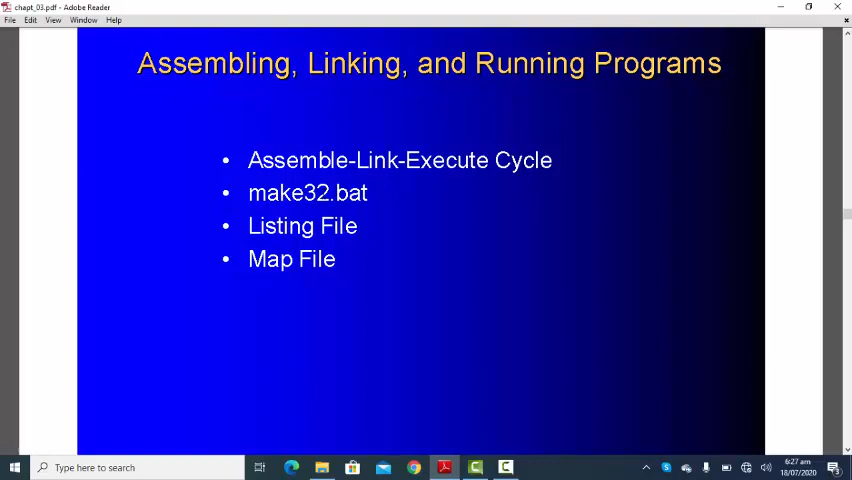 chapt_03.pdf - Adobe Reader
File Edit View Window Help
Assembling, Linking, and Running Programs
• Assemble-Link-Execute Cycle
• make32.bat
• Listing File
• Map File
Type here to search
6:27 am
18/07/2020
3